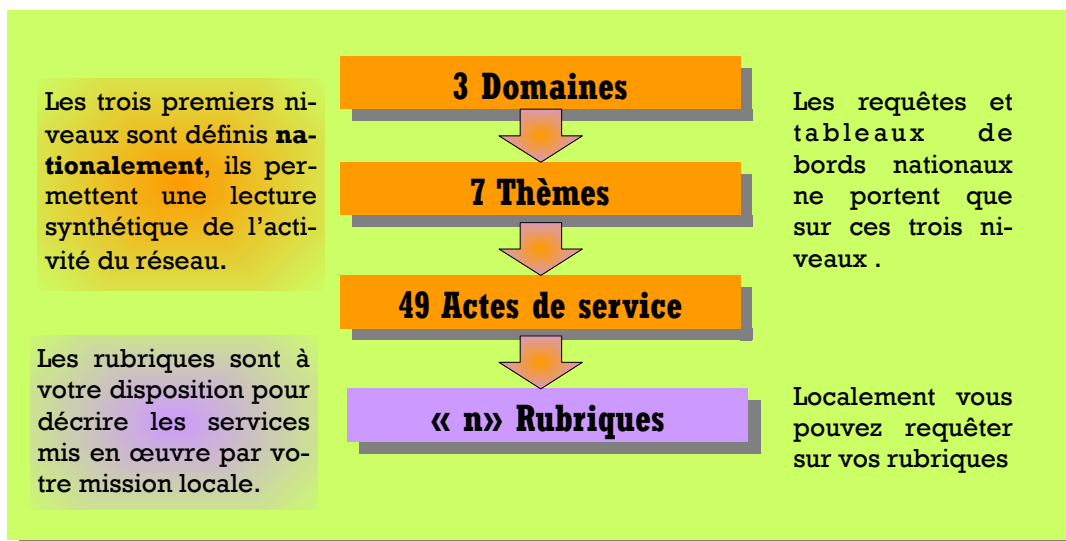 3 Domaines
Les trois premiers ni-
veaux sont définis na-
tionalement, ils per-
mettent une lecture
synthétique de l'acti-
vité du réseau.
7 Thèmes
Les requêtes et
tableaux de
bords nationaux
ne portent que
sur ces trois ni-
veaux .
49 Actes de service
Les rubriques sont à
votre disposition pour
décrire les services
mis en œuvre par vo-
tre mission locale.
« n» Rubriques
Localement vous
pouvez requêter
sur vos rubriques